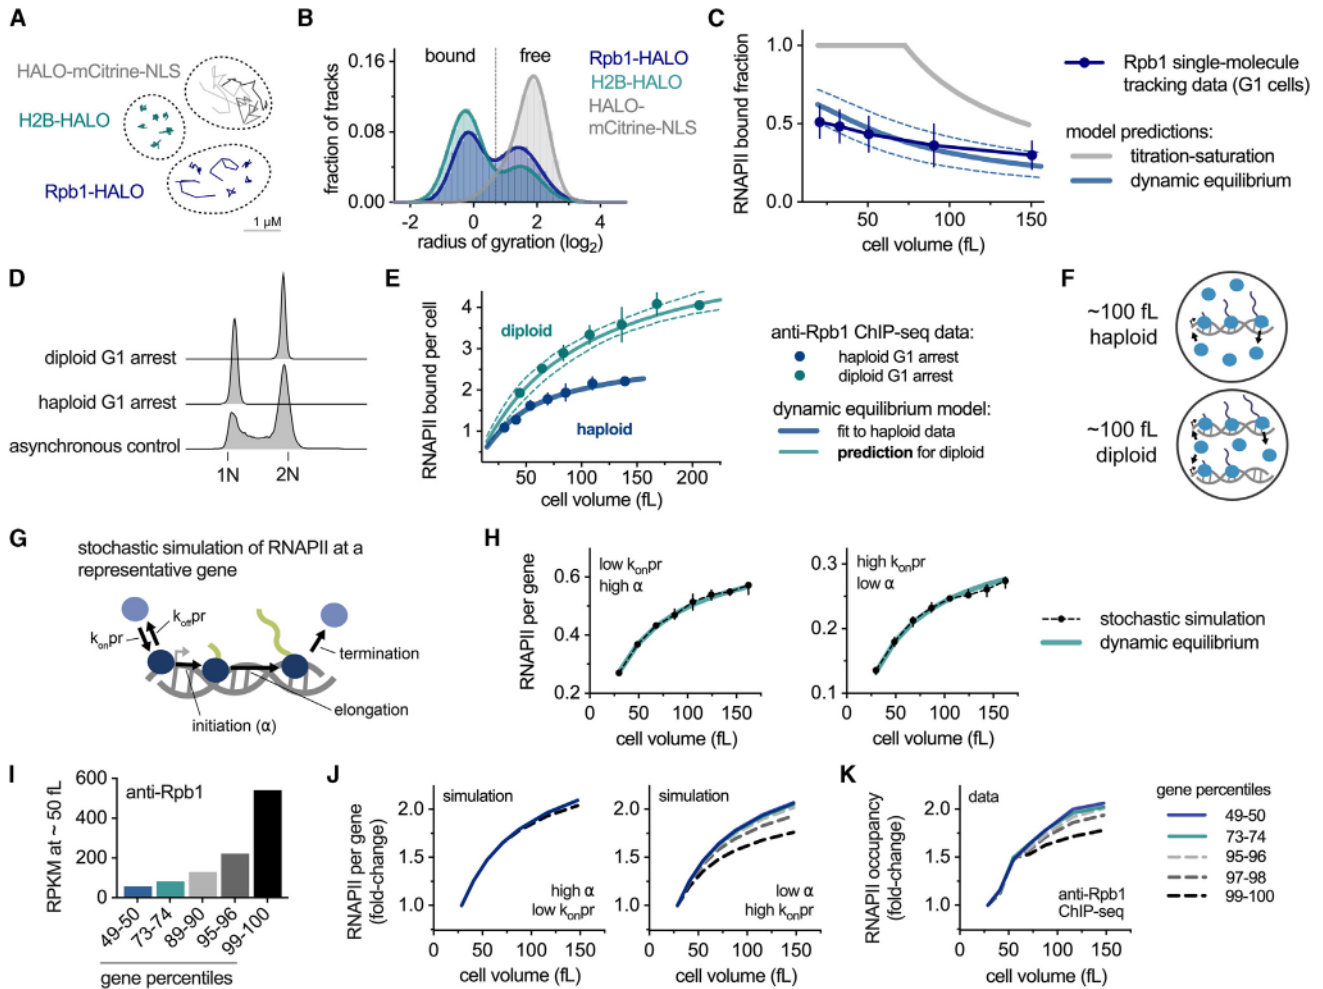 A
HALO-mCitrine-NLS
H2B-HALO
Rpb1-HALO
1 µM
B
bound
free
Rpb1-HALO
H2B-HALO
HALO-
mCitrine-NLS
fraction of tracks
0.16
0.08
0.00
-2
0
2
4
radius of gyration (log2)
C
RNAPII bound fraction
1.0
0.5
0.0
50
100
150
cell volume (fL)
Rpb1 single-molecule
tracking data (G1 cells)
model predictions:
titration-saturation
dynamic equilibrium
D
diploid G1 arrest
haploid G1 arrest
asynchronous control
1N
2N
E
RNAPII bound per cell
4
3
2
1
diploid
haploid
50
100
150
200
cell volume (fL)
anti-Rpb1 ChIP-seq data:
haploid G1 arrest
diploid G1 arrest
dynamic equilibrium model:
fit to haploid data
prediction for diploid
F
~100 fL
haploid
~100 fL
diploid
G
stochastic simulation of RNAPII at a
representative gene
konpr
koffpr
termination
elongation
initiation (α)
H
RNAPII per gene
0.6
0.4
0.2
low konpr
high α
0
50
100
150
cell volume (fL)
0.3
0.2
0.1
high konpr
low α
0
50
100
150
cell volume (fL)
stochastic simulation
dynamic equilibrium
I
RPKM at ~ 50 fL
600
400
200
0
anti-Rpb1
49-50
73-74
89-90
95-96
99-100
gene percentiles
J
RNAPII per gene
(fold-change)
2.0
1.5
1.0
simulation
high α
low konpr
0
50
100
150
cell volume (fL)
2.0
1.5
1.0
simulation
low α
high konpr
0
50
100
150
cell volume (fL)
K
RNAPII occupancy
(fold-change)
2.0
1.5
1.0
data
anti-Rpb1
ChIP-seq
0
50
100
150
cell volume (fL)
gene percentiles
49-50
73-74
95-96
97-98
99-100